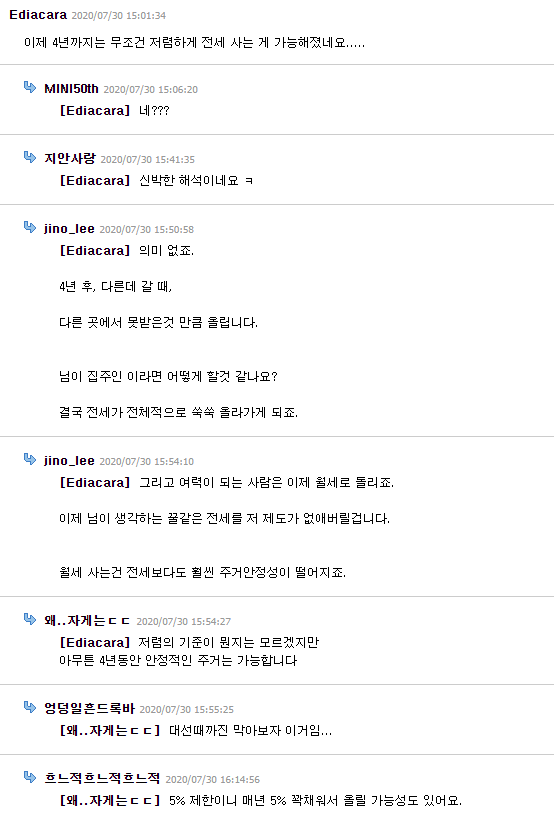 Ediacara 2020/07/30 15:01:34
이제 4년까지는 무조건 저렴하게 전세 사는 게 가능해졌네요.....
MINI50th 2020/07/30 15:06:20
[Ediacara] 네???
지안사랑 2020/07/30 15:41:35
[Ediacara] 신박한 해석이네요 ㅋ
jino_lee 2020/07/30 15:50:58
[Ediacara] 의미 없죠.
4년 후, 다른데 갈 때,
다른 곳에서 못받은것 만큼 올립니다.
님이 집주인 이라면 어떻게 할것 같나요?
결국 전세가 전체적으로 쑥쑥 올라가게 되죠.
jino_lee 2020/07/30 15:54:10
[Ediacara] 그리고 여력이 되는 사람은 이제 월세로 돌리죠.
이제 님이 생각하는 꿀같은 전세를 저 제도가 없애버릴겁니다.
월세 사는건 전세보다도 훨씬 주거안정성이 떨어지죠.
왜..자게는ㄷㄷ 2020/07/30 15:54:27
[Ediacara] 저렴의 기준이 뭔지는 모르겠지만
아무튼 4년동안 안정적인 주거는 가능합니다
엉덩일흔드록바 2020/07/30 15:55:25
[왜..자게는ㄷㄷ] 대선때까진 막아보자 이거임...
흐느적흐느적흐느적 2020/07/30 16:14:56
[왜..자게는ㄷㄷ] 5% 제한이니 매년 5% 꽉채워서 올릴 가능성도 있어요.